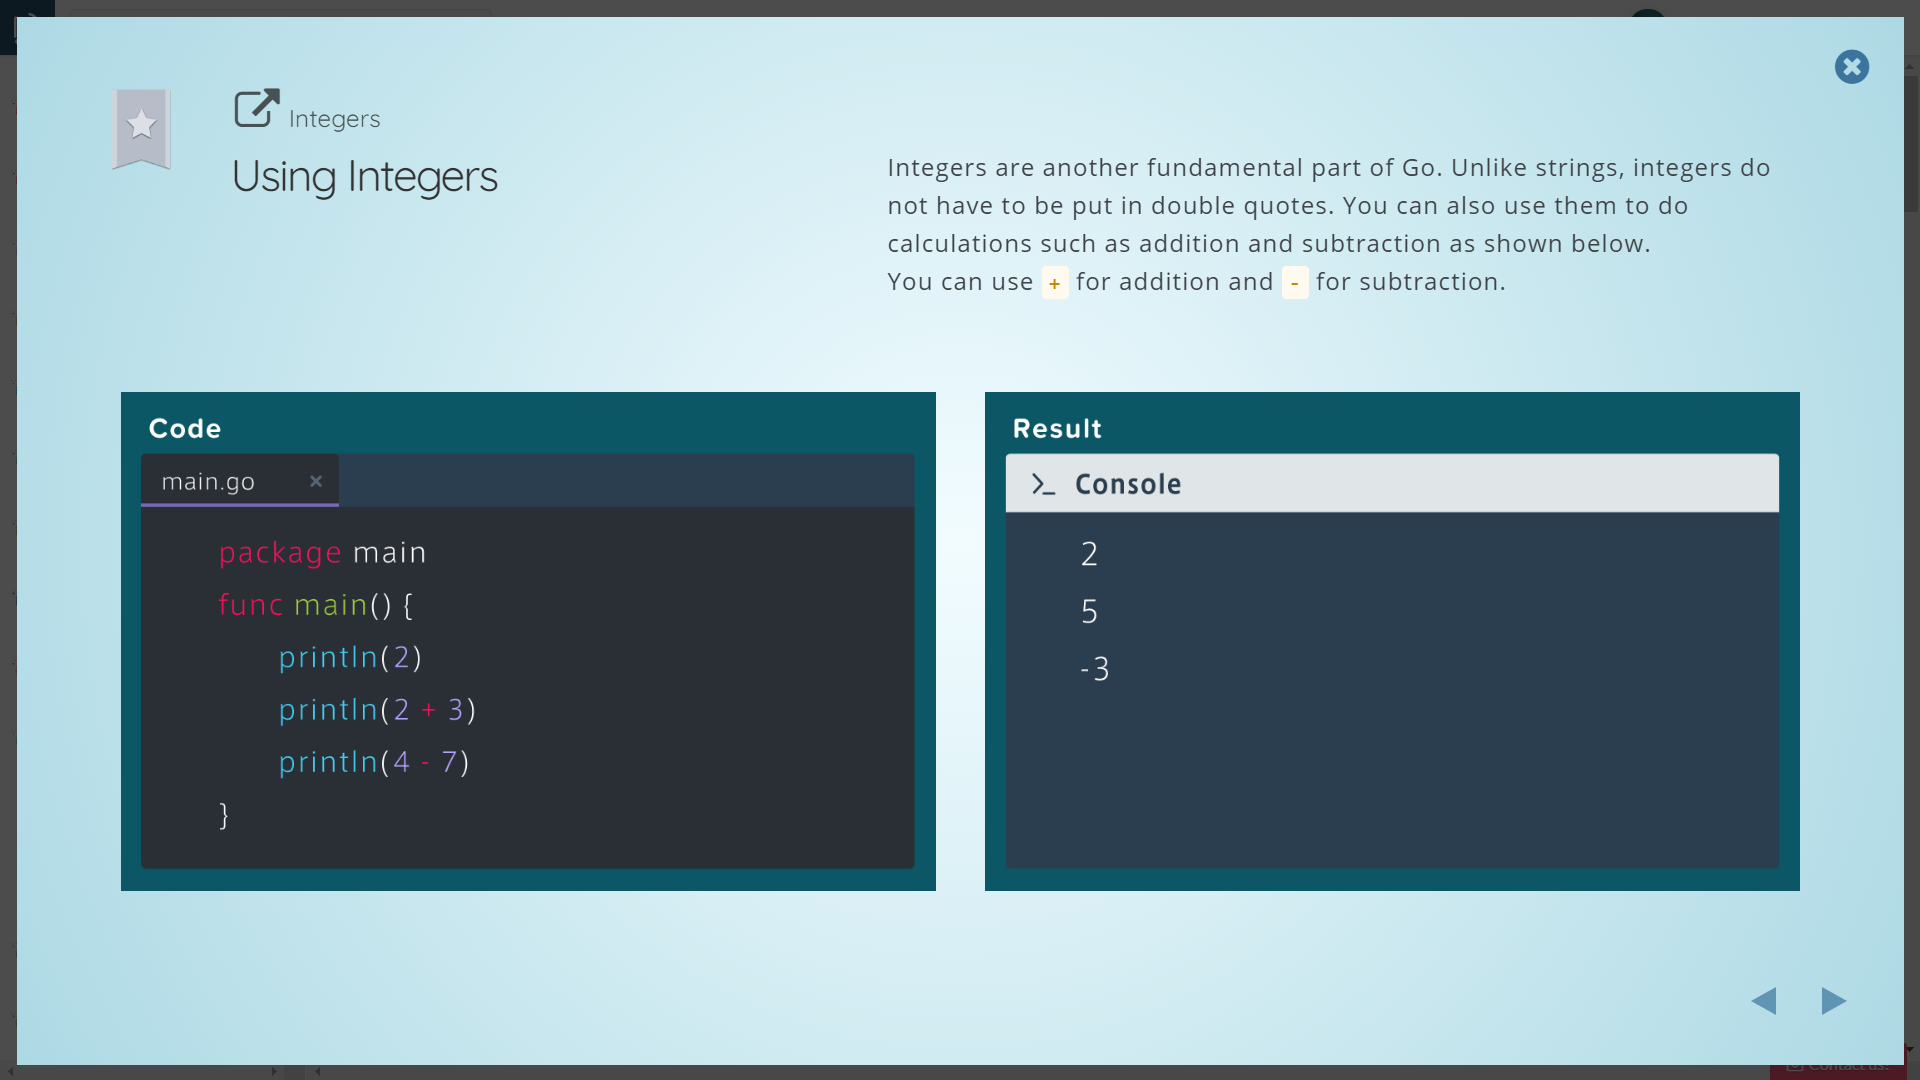 Integers
Using Integers
Integers are another fundamental part of Go. Unlike strings, integers do
not have to be put in double quotes. You can also use them to do
calculations such as addition and subtraction as shown below.
You can use + for addition and - for subtraction.
Code
main.go ×
package main
func main() {
println(2)
println(2 + 3)
println(4 - 7)
}
Result
>_ Console
2
5
-3
Contact us!